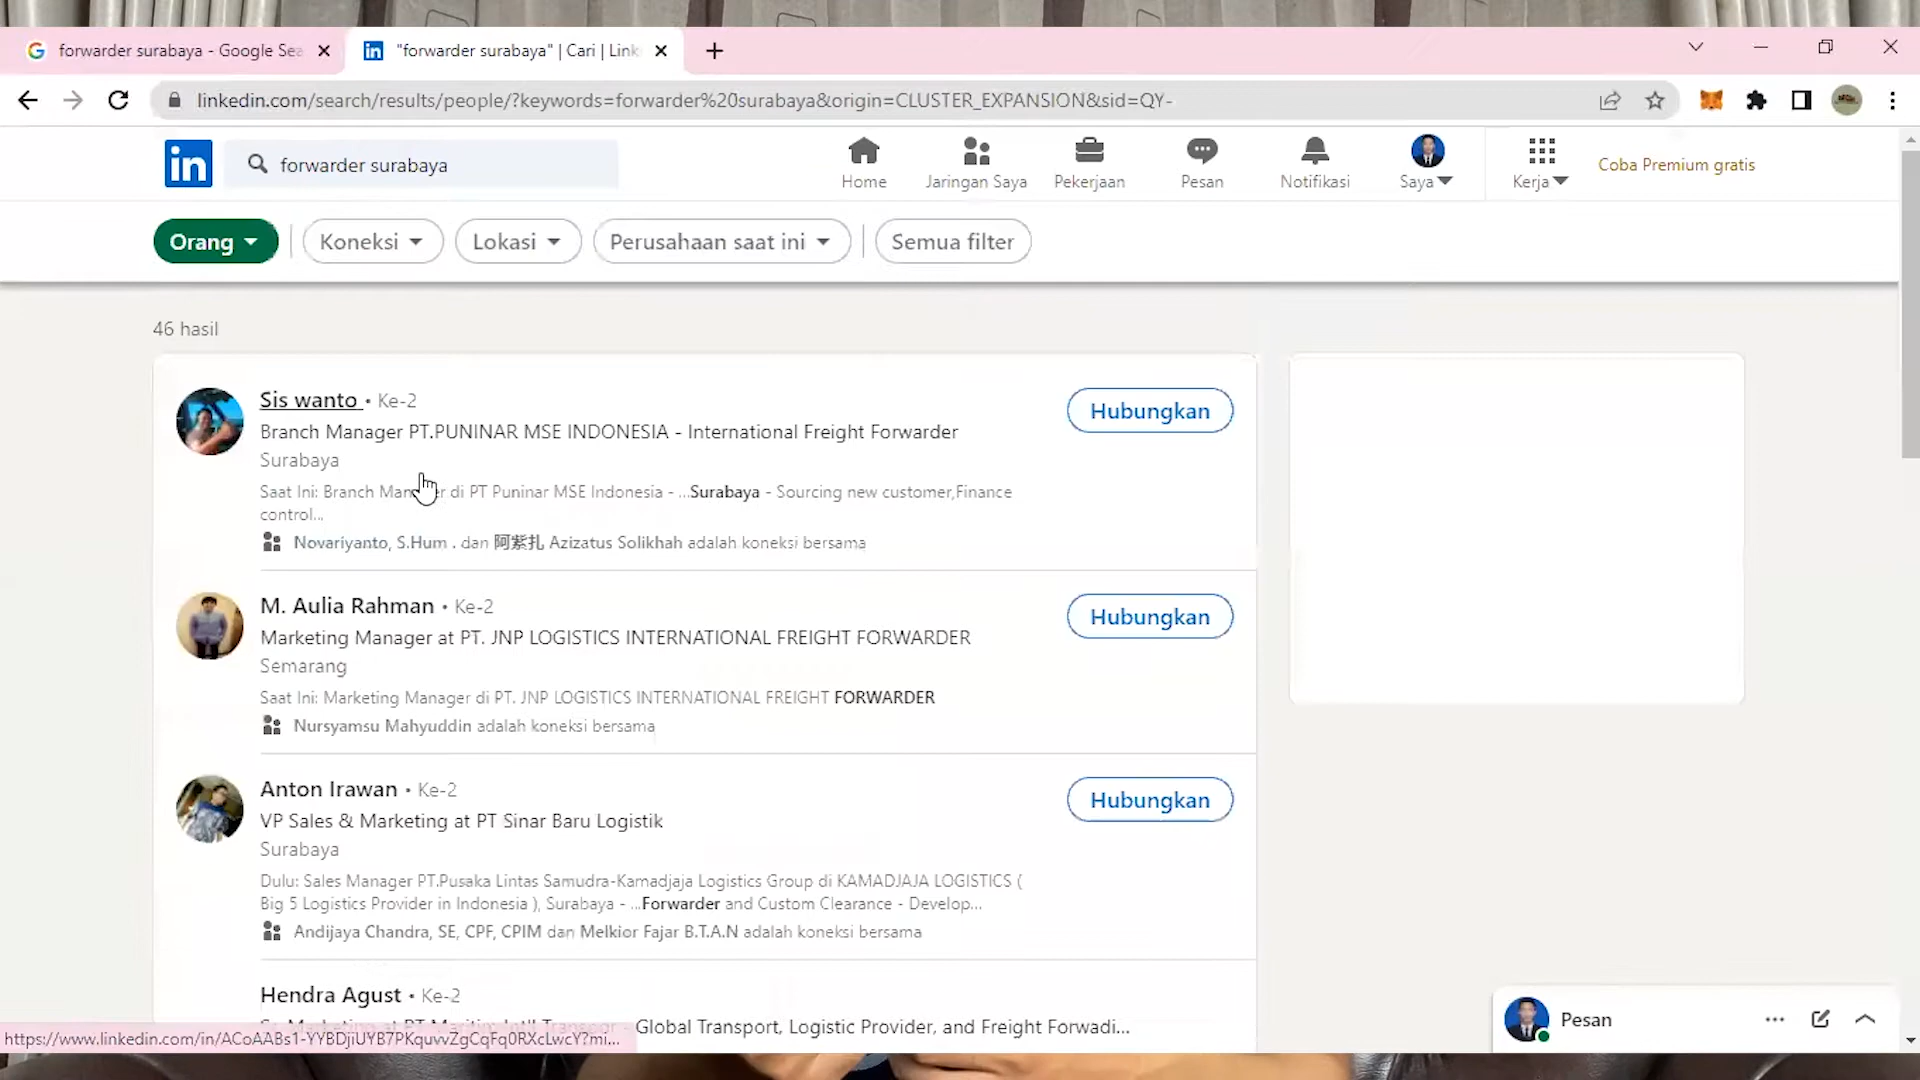 forwarder surabaya - Google Sea
"forwarder surabaya" | Cari | Link
linkedin.com/search/results/people/?keywords=forwarder%20surabaya&origin=CLUSTER_EXPANSION&sid=QY-
in
forwarder surabaya
Home
Jaringan Saya
Pekerjaan
Pesan
Notifikasi
Saya
Kerja
Coba Premium gratis
Orang
Koneksi
Lokasi
Perusahaan saat ini
Semua filter
46 hasil
Sis wanto • Ke-2
Hubungkan
Branch Manager PT.PUNINAR MSE INDONESIA - International Freight Forwarder
Surabaya
Saat Ini: Branch Manager di PT Puninar MSE Indonesia - ...Surabaya - Sourcing new customer,Finance
control...
Novariyanto, S.Hum . dan 阿紫扎 Azizatus Solikhah adalah koneksi bersama
M. Aulia Rahman • Ke-2
Hubungkan
Marketing Manager at PT. JNP LOGISTICS INTERNATIONAL FREIGHT FORWARDER
Semarang
Saat Ini: Marketing Manager di PT. JNP LOGISTICS INTERNATIONAL FREIGHT FORWARDER
Nursyamsu Mahyuddin adalah koneksi bersama
Anton Irawan • Ke-2
Hubungkan
VP Sales & Marketing at PT Sinar Baru Logistik
Surabaya
Dulu: Sales Manager PT.Pusaka Lintas Samudra-Kamadjaja Logistics Group di KAMADJAJA LOGISTICS (
Big 5 Logistics Provider in Indonesia ), Surabaya - ...Forwarder and Custom Clearance - Develop...
Andijaya Chandra, SE, CPF, CPIM dan Melkior Fajar B.T.A.N adalah koneksi bersama
Hendra Agust • Ke-2
Global Transport, Logistic Provider, and Freight Forwadi...
https://www.linkedin.com/in/ACoAABs1-YYBDjiUYB7PKquvvZgCqFq0RXcLwcY?mi...
Pesan